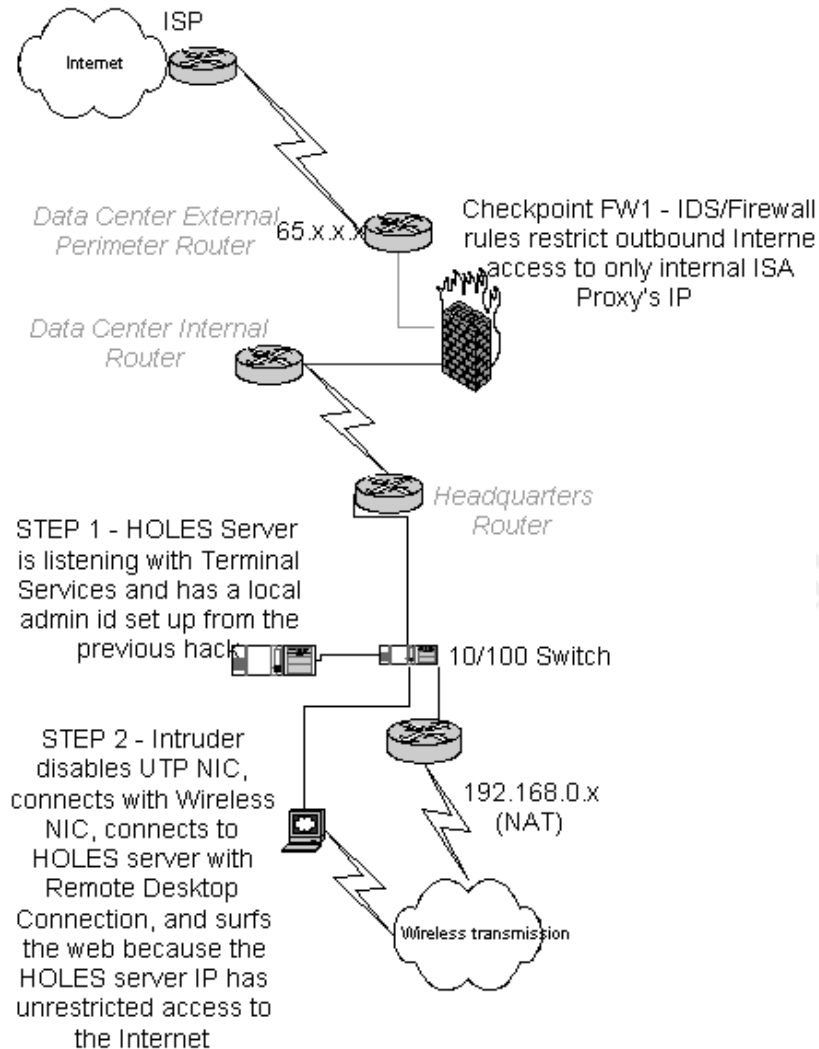 ISP
Internet
Data Center External
Perimeter Router
65.x.x.x
Checkpoint FW1 - IDS/Firewall
rules restrict outbound Interne
access to only internal ISA
Proxy's IP
Data Center Internal
Router
Headquarters
Router
STEP 1 - HOLES Server
is listening with Terminal
Services and has a local
admin id set up from the
previous hack
10/100 Switch
STEP 2 - Intruder
disables UTP NIC,
connects with Wireless
NIC, connects to
HOLES server with
Remote Desktop
Connection, and surfs
the web because the
HOLES server IP has
unrestricted access to
the Internet
192.168.0.x
(NAT)
Wireless transmission